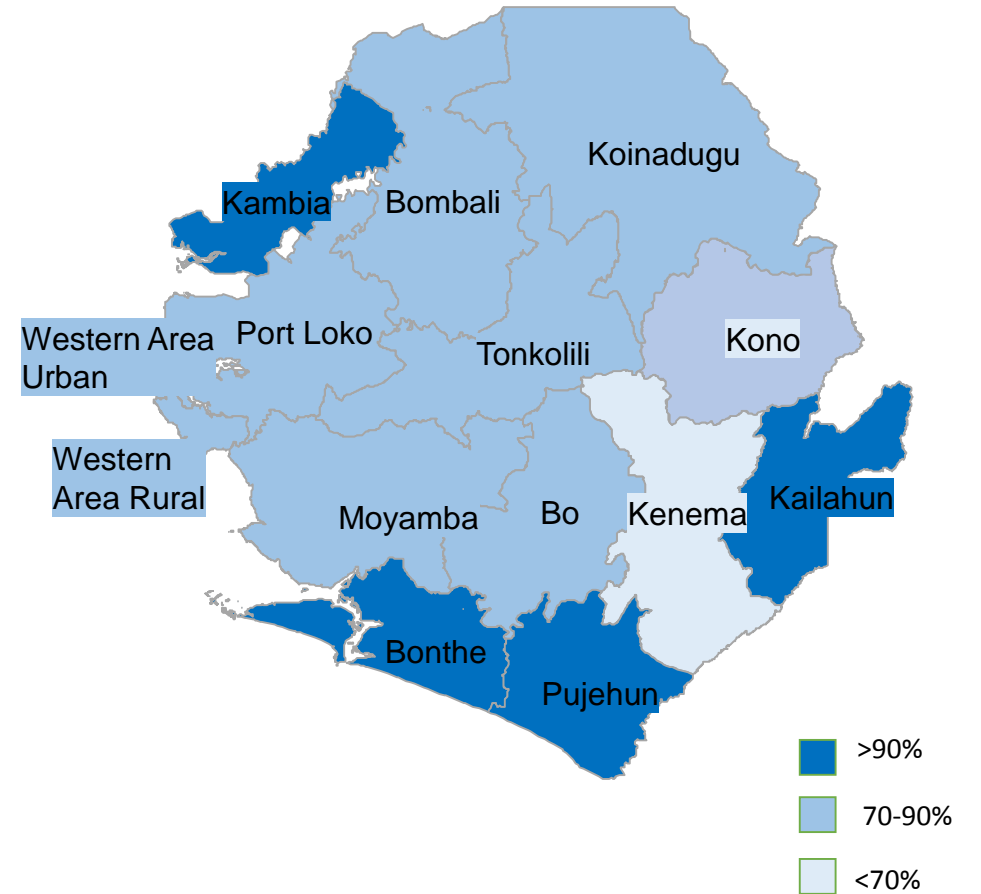 Koinadugu
Kambia
Bombali
Western Area
Urban
Port Loko
Tonkolili
Kono
Western
Area Rural
Moyamba
Bo
Kenema
Kailahun
Bonthe
Pujehun
>90%
70-90%
<70%